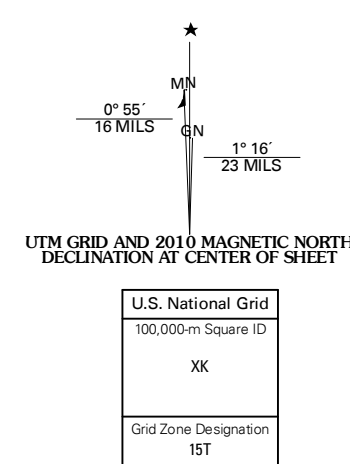 MN
0° 55´
16 MILS
GN
1° 16´
23 MILS
UTM GRID AND 2010 MAGNETIC NORTH
DECLINATION AT CENTER OF SHEET
U.S. National Grid
100,000-m Square ID
XK
Grid Zone Designation
15T